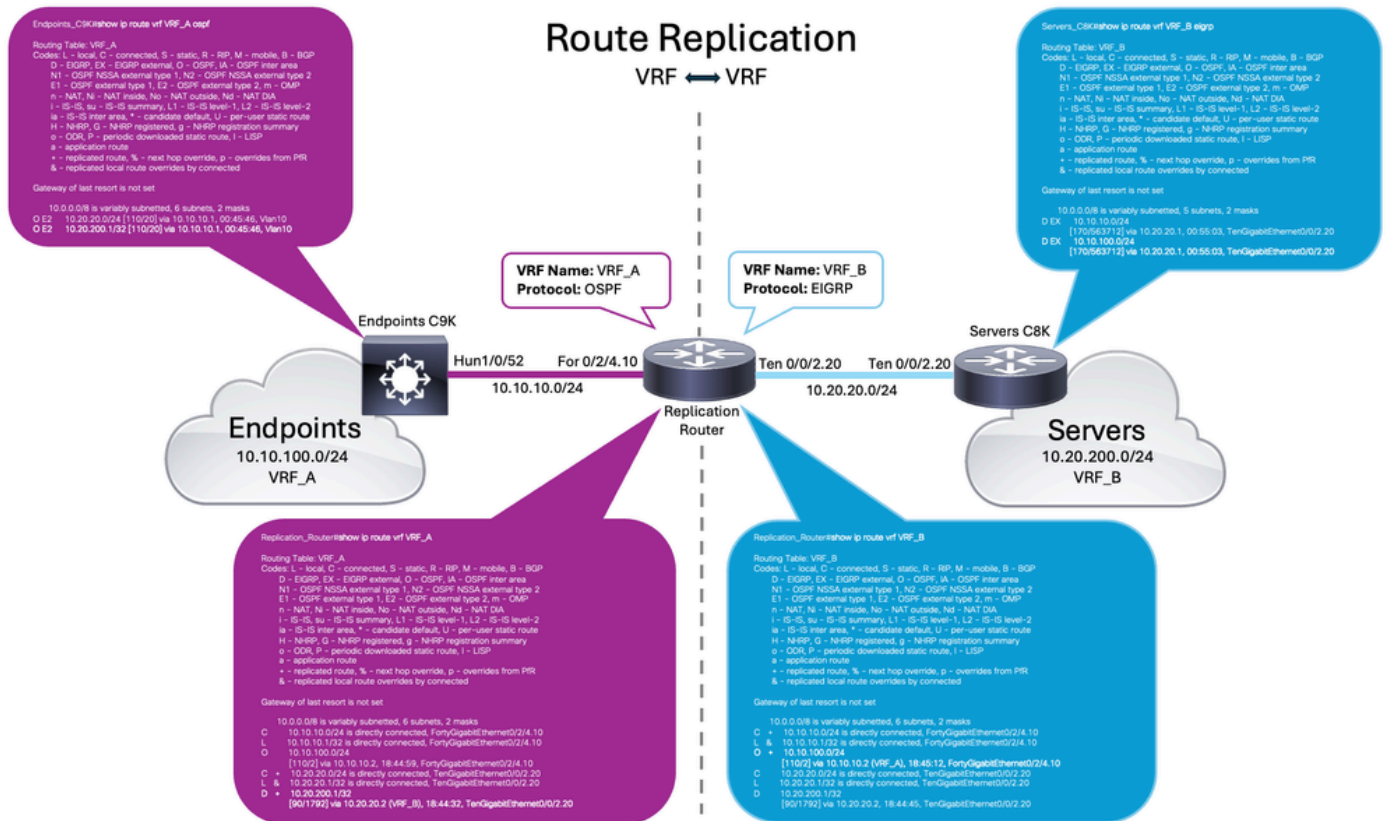 Route Replication
VRF VRF
Endpoints_C9K#show ip route vrf VRF_A ospf
Routing Table: VRF_A
Codes: L - local, C - connected, S - static, R - RIP, M - mobile, B - BGP
D - EIGRP, EX - EIGRP external, O - OSPF, IA - OSPF inter area
N1 - OSPF NSSA external type 1, N2 - OSPF NSSA external type 2
E1 - OSPF external type 1, E2 - OSPF external type 2, m - OMP
n - NAT, Ni - NAT inside, No - NAT outside, Nd - NAT DIA
i - IS-IS, su - IS-IS summary, L1 - IS-IS level-1, L2 - IS-IS level-2
ia - IS-IS inter area, * - candidate default, U - per-user static route
H - NHRP, G - NHRP registered, g - NHRP registration summary
o - ODR, P - periodic downloaded static route, l - LISP
a - application route
+ - replicated route, % - next hop override, p - overrides from PfR
& - replicated local route overrides by connected
Gateway of last resort is not set
10.0.0.0/8 is variably subnetted, 6 subnets, 2 masks
O E2 10.20.20.0/24 [110/20] via 10.10.10.1, 00:45:46, Vlan10
O E2 10.20.200.1/32 [110/20] via 10.10.10.1, 00:45:46, Vlan10
Servers_C8K#show ip route vrf VRF_B eigrp
Routing Table: VRF_B
Codes: L - local, C - connected, S - static, R - RIP, M - mobile, B - BGP
D - EIGRP, EX - EIGRP external, O - OSPF, IA - OSPF inter area
N1 - OSPF NSSA external type 1, N2 - OSPF NSSA external type 2
E1 - OSPF external type 1, E2 - OSPF external type 2, m - OMP
n - NAT, Ni - NAT inside, No - NAT outside, Nd - NAT DIA
i - IS-IS, su - IS-IS summary, L1 - IS-IS level-1, L2 - IS-IS level-2
ia - IS-IS inter area, * - candidate default, U - per-user static route
H - NHRP, G - NHRP registered, g - NHRP registration summary
o - ODR, P - periodic downloaded static route, l - LISP
a - application route
+ - replicated route, % - next hop override, p - overrides from PfR
& - replicated local route overrides by connected
Gateway of last resort is not set
10.0.0.0/8 is variably subnetted, 5 subnets, 2 masks
D EX 10.10.10.0/24
[170/563712] via 10.20.20.1, 00:55:03, TenGigabitEthernet0/0/2.20
D EX 10.10.100.0/24
[170/563712] via 10.20.20.1, 00:55:03, TenGigabitEthernet0/0/2.20
VRF Name: VRF_A
Protocol: OSPF
VRF Name: VRF_B
Protocol: EIGRP
Endpoints C9K
Hun1/0/52
For 0/2/4.10
10.10.10.0/24
Replication
Router
Ten 0/0/2.20
Ten 0/0/2.20
10.20.20.0/24
Servers C8K
Endpoints
10.10.100.0/24
VRF_A
Servers
10.20.200.0/24
VRF_B
Replication_Router#show ip route vrf VRF_A
Routing Table: VRF_A
Codes: L - local, C - connected, S - static, R - RIP, M - mobile, B - BGP
D - EIGRP, EX - EIGRP external, O - OSPF, IA - OSPF inter area
N1 - OSPF NSSA external type 1, N2 - OSPF NSSA external type 2
E1 - OSPF external type 1, E2 - OSPF external type 2, m - OMP
n - NAT, Ni - NAT inside, No - NAT outside, Nd - NAT DIA
i - IS-IS, su - IS-IS summary, L1 - IS-IS level-1, L2 - IS-IS level-2
ia - IS-IS inter area, * - candidate default, U - per-user static route
H - NHRP, G - NHRP registered, g - NHRP registration summary
o - ODR, P - periodic downloaded static route, l - LISP
a - application route
+ - replicated route, % - next hop override, p - overrides from PfR
& - replicated local route overrides by connected
Gateway of last resort is not set
10.0.0.0/8 is variably subnetted, 6 subnets, 2 masks
C 10.10.10.0/24 is directly connected, FortyGigabitEthernet0/2/4.10
L 10.10.10.1/32 is directly connected, FortyGigabitEthernet0/2/4.10
O 10.10.100.0/24
[110/2] via 10.10.10.2, 18:44:59, FortyGigabitEthernet0/2/4.10
C + 10.20.20.0/24 is directly connected, TenGigabitEthernet0/0/2.20
L & 10.20.20.1/32 is directly connected, TenGigabitEthernet0/0/2.20
D + 10.20.200.1/32
[90/1792] via 10.20.20.2 (VRF_B), 18:44:32, TenGigabitEthernet0/0/2.20
Replication_Router#show ip route vrf VRF_B
Routing Table: VRF_B
Codes: L - local, C - connected, S - static, R - RIP, M - mobile, B - BGP
D - EIGRP, EX - EIGRP external, O - OSPF, IA - OSPF inter area
N1 - OSPF NSSA external type 1, N2 - OSPF NSSA external type 2
E1 - OSPF external type 1, E2 - OSPF external type 2, m - OMP
n - NAT, Ni - NAT inside, No - NAT outside, Nd - NAT DIA
i - IS-IS, su - IS-IS summary, L1 - IS-IS level-1, L2 - IS-IS level-2
ia - IS-IS inter area, * - candidate default, U - per-user static route
H - NHRP, G - NHRP registered, g - NHRP registration summary
o - ODR, P - periodic downloaded static route, l - LISP
a - application route
+ - replicated route, % - next hop override, p - overrides from PfR
& - replicated local route overrides by connected
Gateway of last resort is not set
10.0.0.0/8 is variably subnetted, 6 subnets, 2 masks
C + 10.10.10.0/24 is directly connected, FortyGigabitEthernet0/2/4.10
L & 10.10.10.1/32 is directly connected, FortyGigabitEthernet0/2/4.10
O + 10.10.100.0/24
[110/2] via 10.10.10.2 (VRF_A), 18:45:12, FortyGigabitEthernet0/2/4.10
C 10.20.20.0/24 is directly connected, TenGigabitEthernet0/0/2.20
L 10.20.20.1/32 is directly connected, TenGigabitEthernet0/0/2.20
D 10.20.200.1/32
[90/1792] via 10.20.20.2, 18:44:45, TenGigabitEthernet0/0/2.20